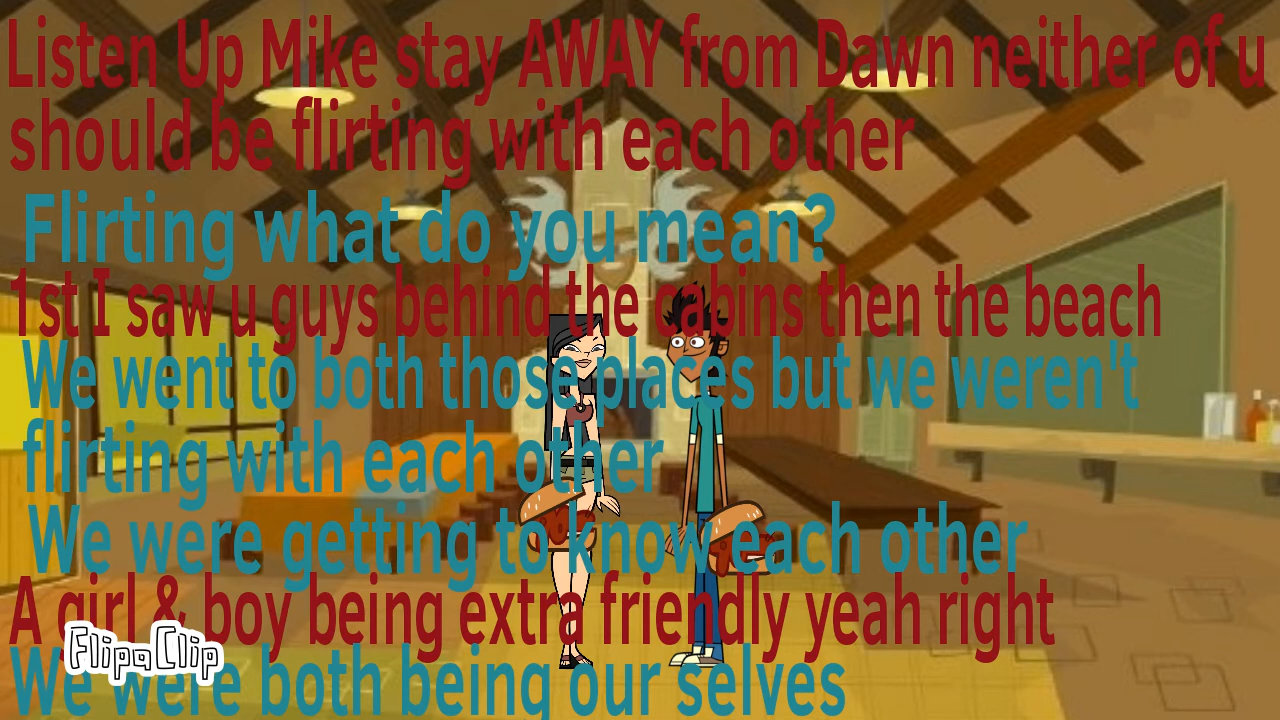 Listen Up Mike stay AWAY from Dawn neither of u
should be flirting with each other
Flirting what do you mean?
1st I saw u guys behind the cabins then the beach
We went to both those places but we weren't
flirting with each other
We were getting to know each other
A girl & boy being extra friendly yeah right
FlipaClip
We were both being our selves